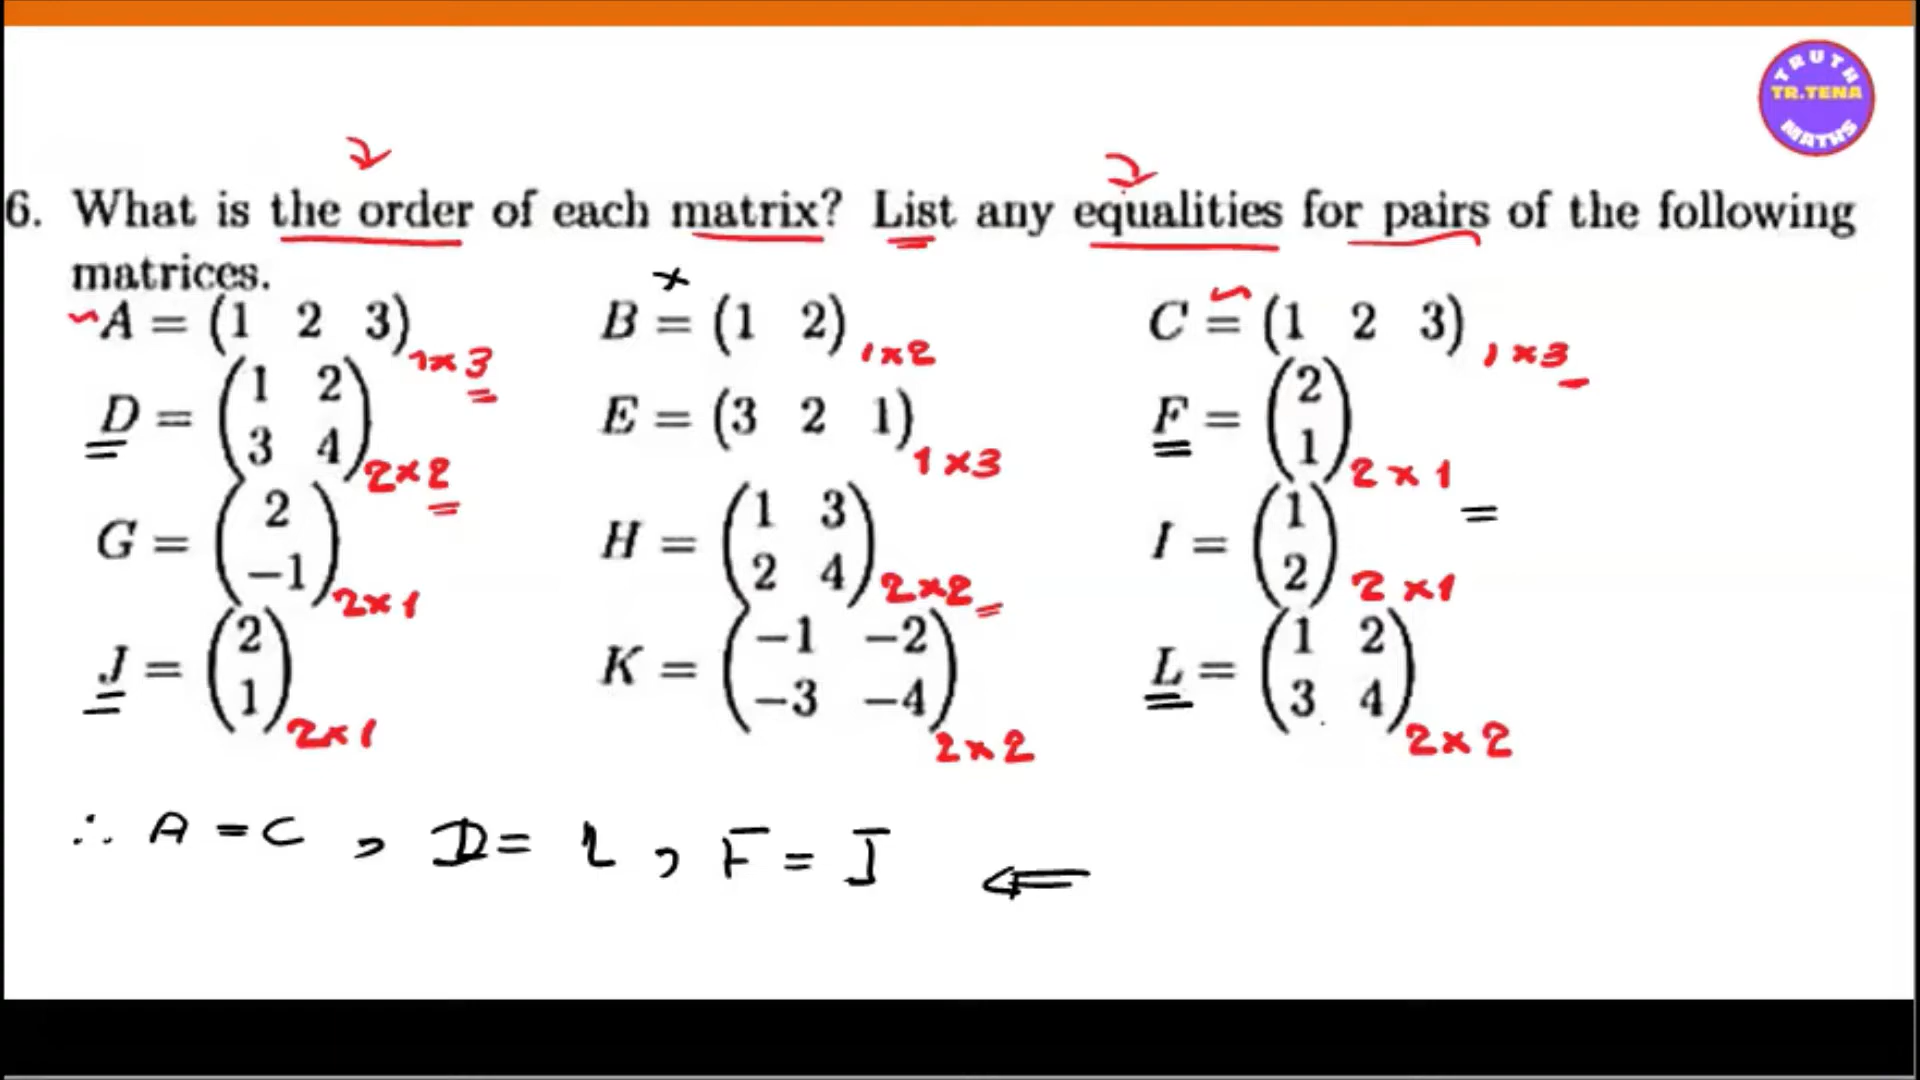 TRUTH
TR.TENA
MATHS
6. What is the order of each matrix? List any equalities for pairs of the following
matrices.
A = (1 2 3) 1×3 B = (1 2) 1×2 C = (1 2 3) 1×3
D = (1 2
3 4) 2×2 E = (3 2 1) 1×3 F = (2
1) 2×1
G = (2
-1) 2×1 H = (1 3
2 4) 2×2 I = (1
2) 2×1
J = (2
1) 2×1 K = (-1 -2
-3 -4) 2×2 L = (1 2
3 4) 2×2
∴ A = C , D = L , F = J ⇐